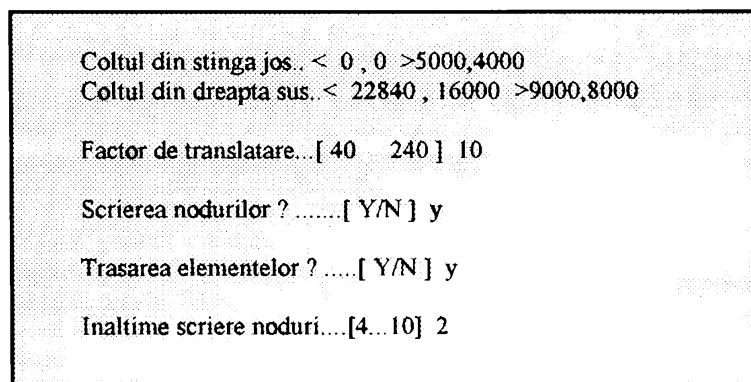 Coltul din stinga jos.. < 0 , 0 >5000,4000
Coltul din dreapta sus..< 22840 , 16000 >9000,8000
Factor de translatare...[ 40 240 ] 10
Scrierea nodurilor ? .......[ Y/N ] y
Trasarea elementelor ? .....[ Y/N ] y
Inaltime scriere noduri....[4...10] 2